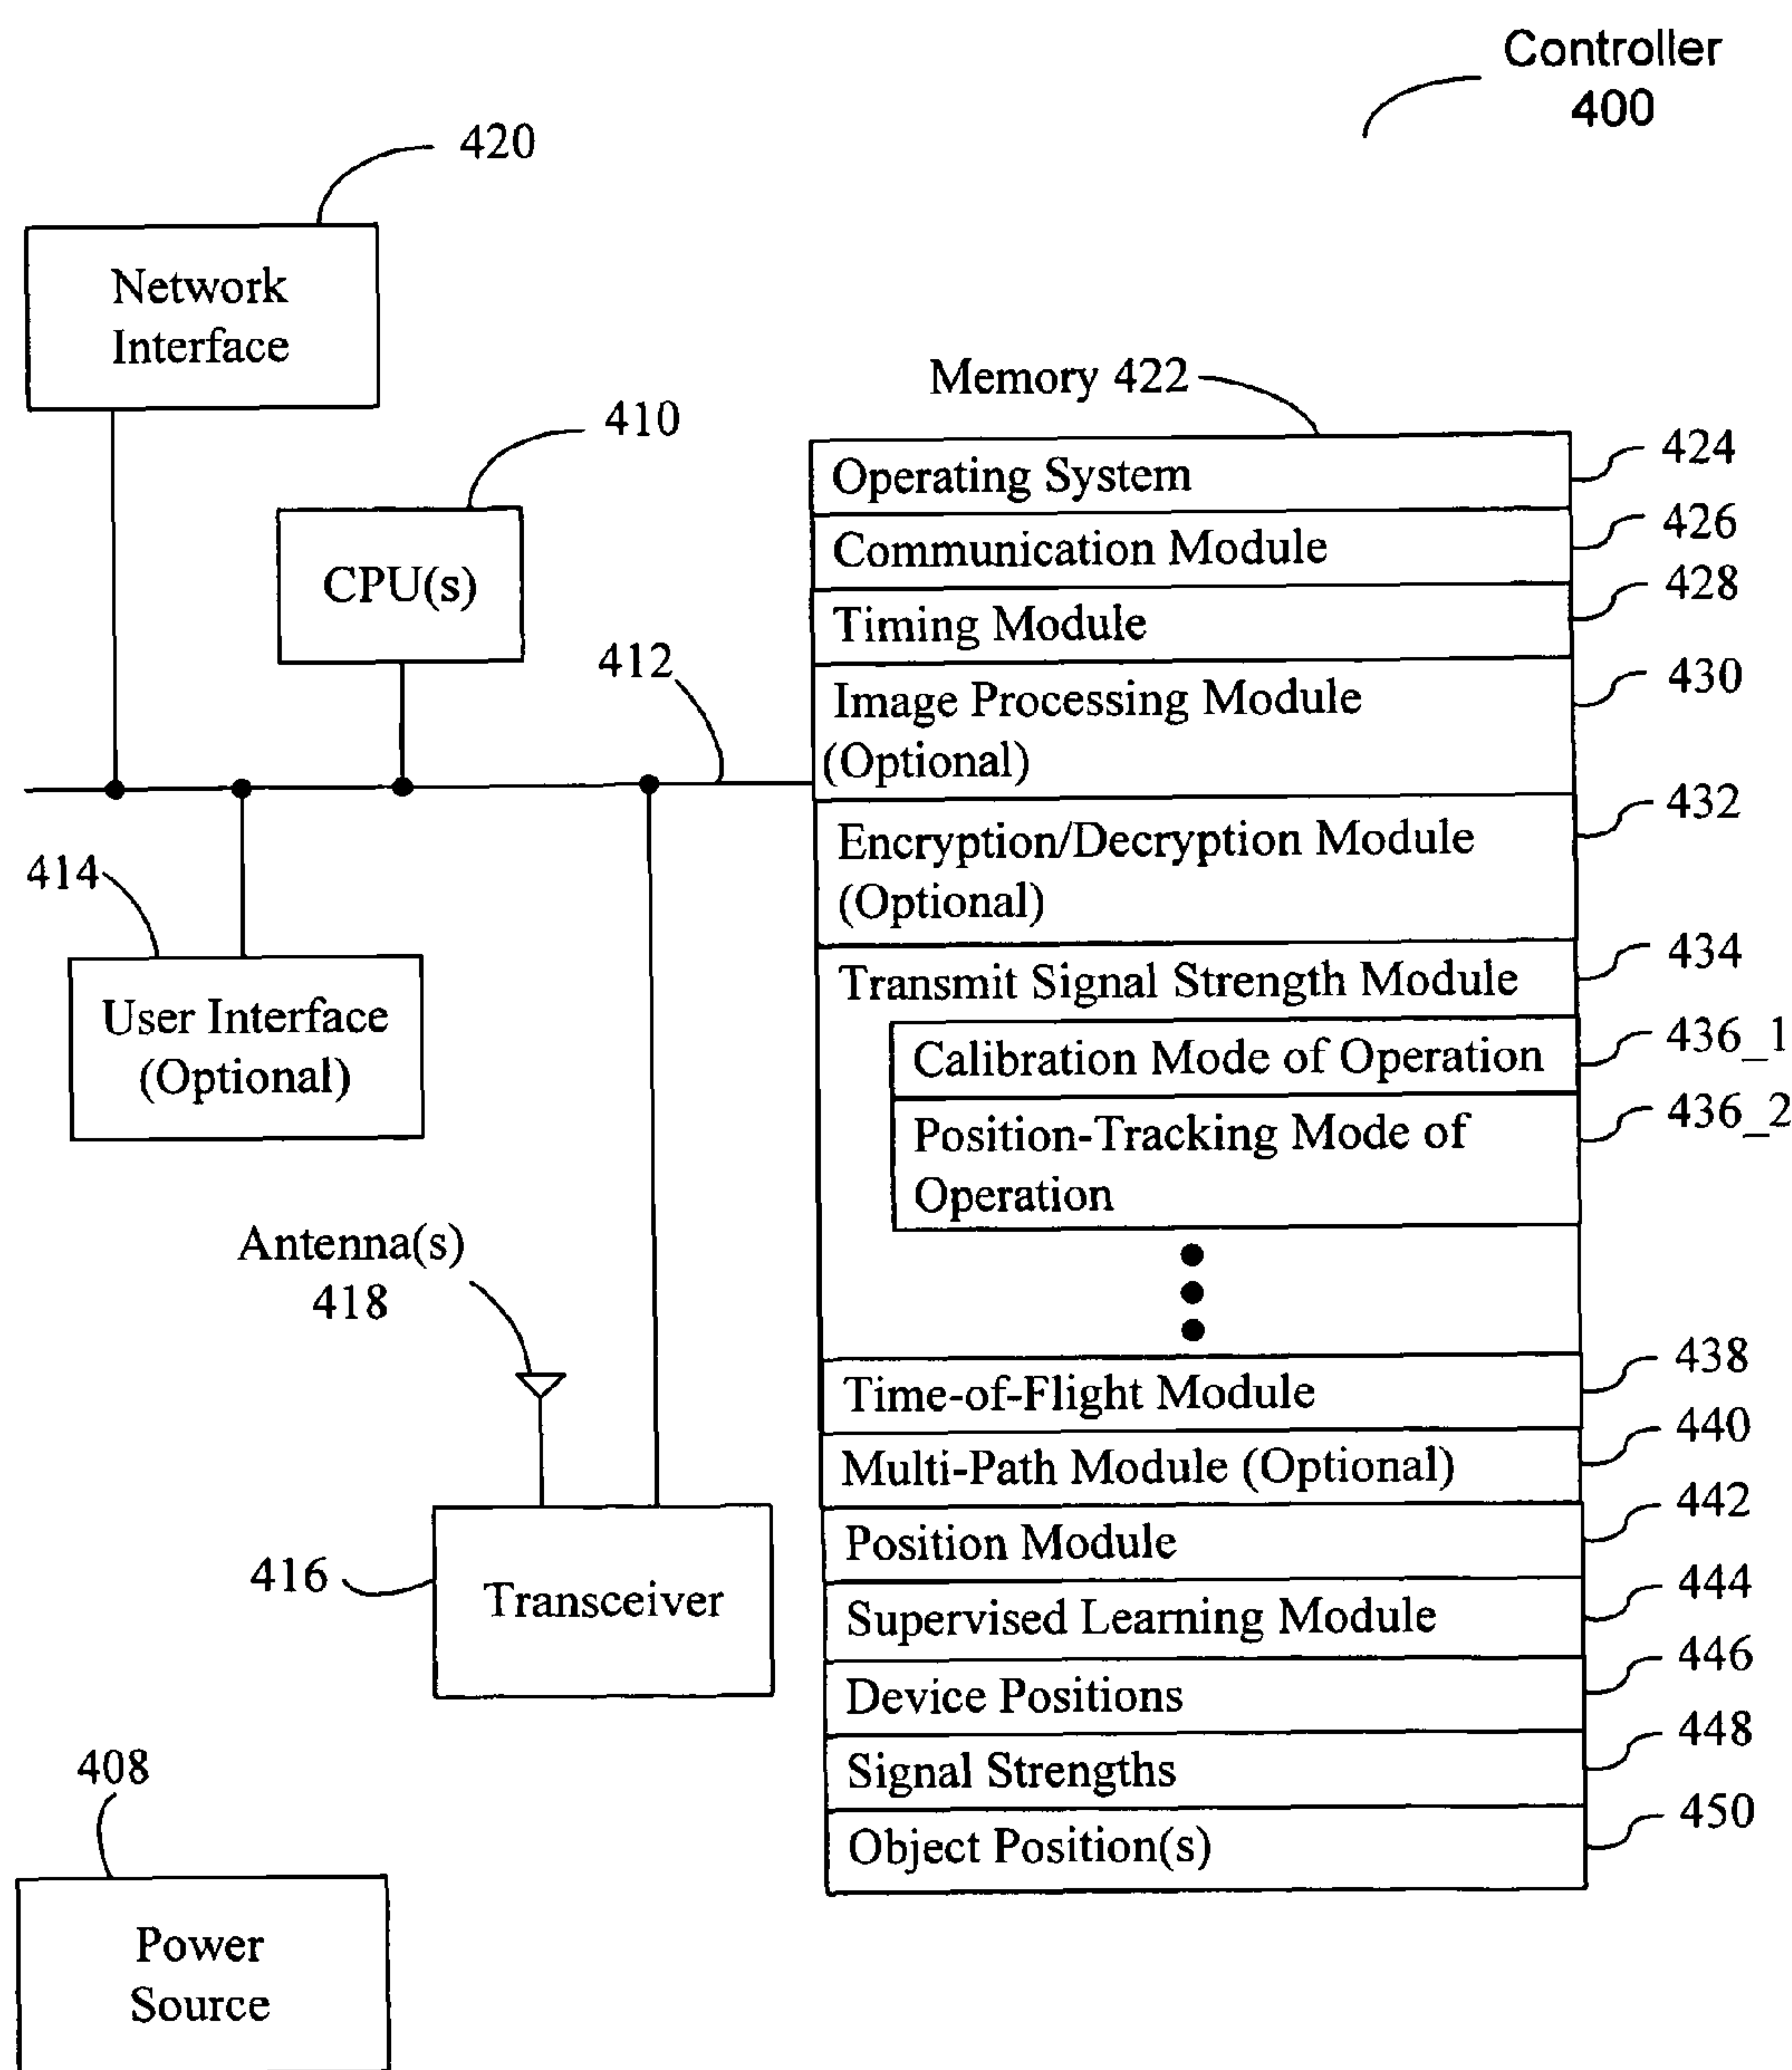 Controller
400
420
Network
Interface
410
CPU(s)
412
414
User Interface
(Optional)
Antenna(s)
418
416
Transceiver
408
Power
Source
Memory 422
Operating System
424
Communication Module
426
Timing Module
428
Image Processing Module
(Optional)
430
Encryption/Decryption Module
(Optional)
432
Transmit Signal Strength Module
434
Calibration Mode of Operation
436_1
Position-Tracking Mode of
Operation
436_2
Time-of-Flight Module
438
Multi-Path Module (Optional)
440
Position Module
442
Supervised Learning Module
444
Device Positions
446
Signal Strengths
448
Object Position(s)
450